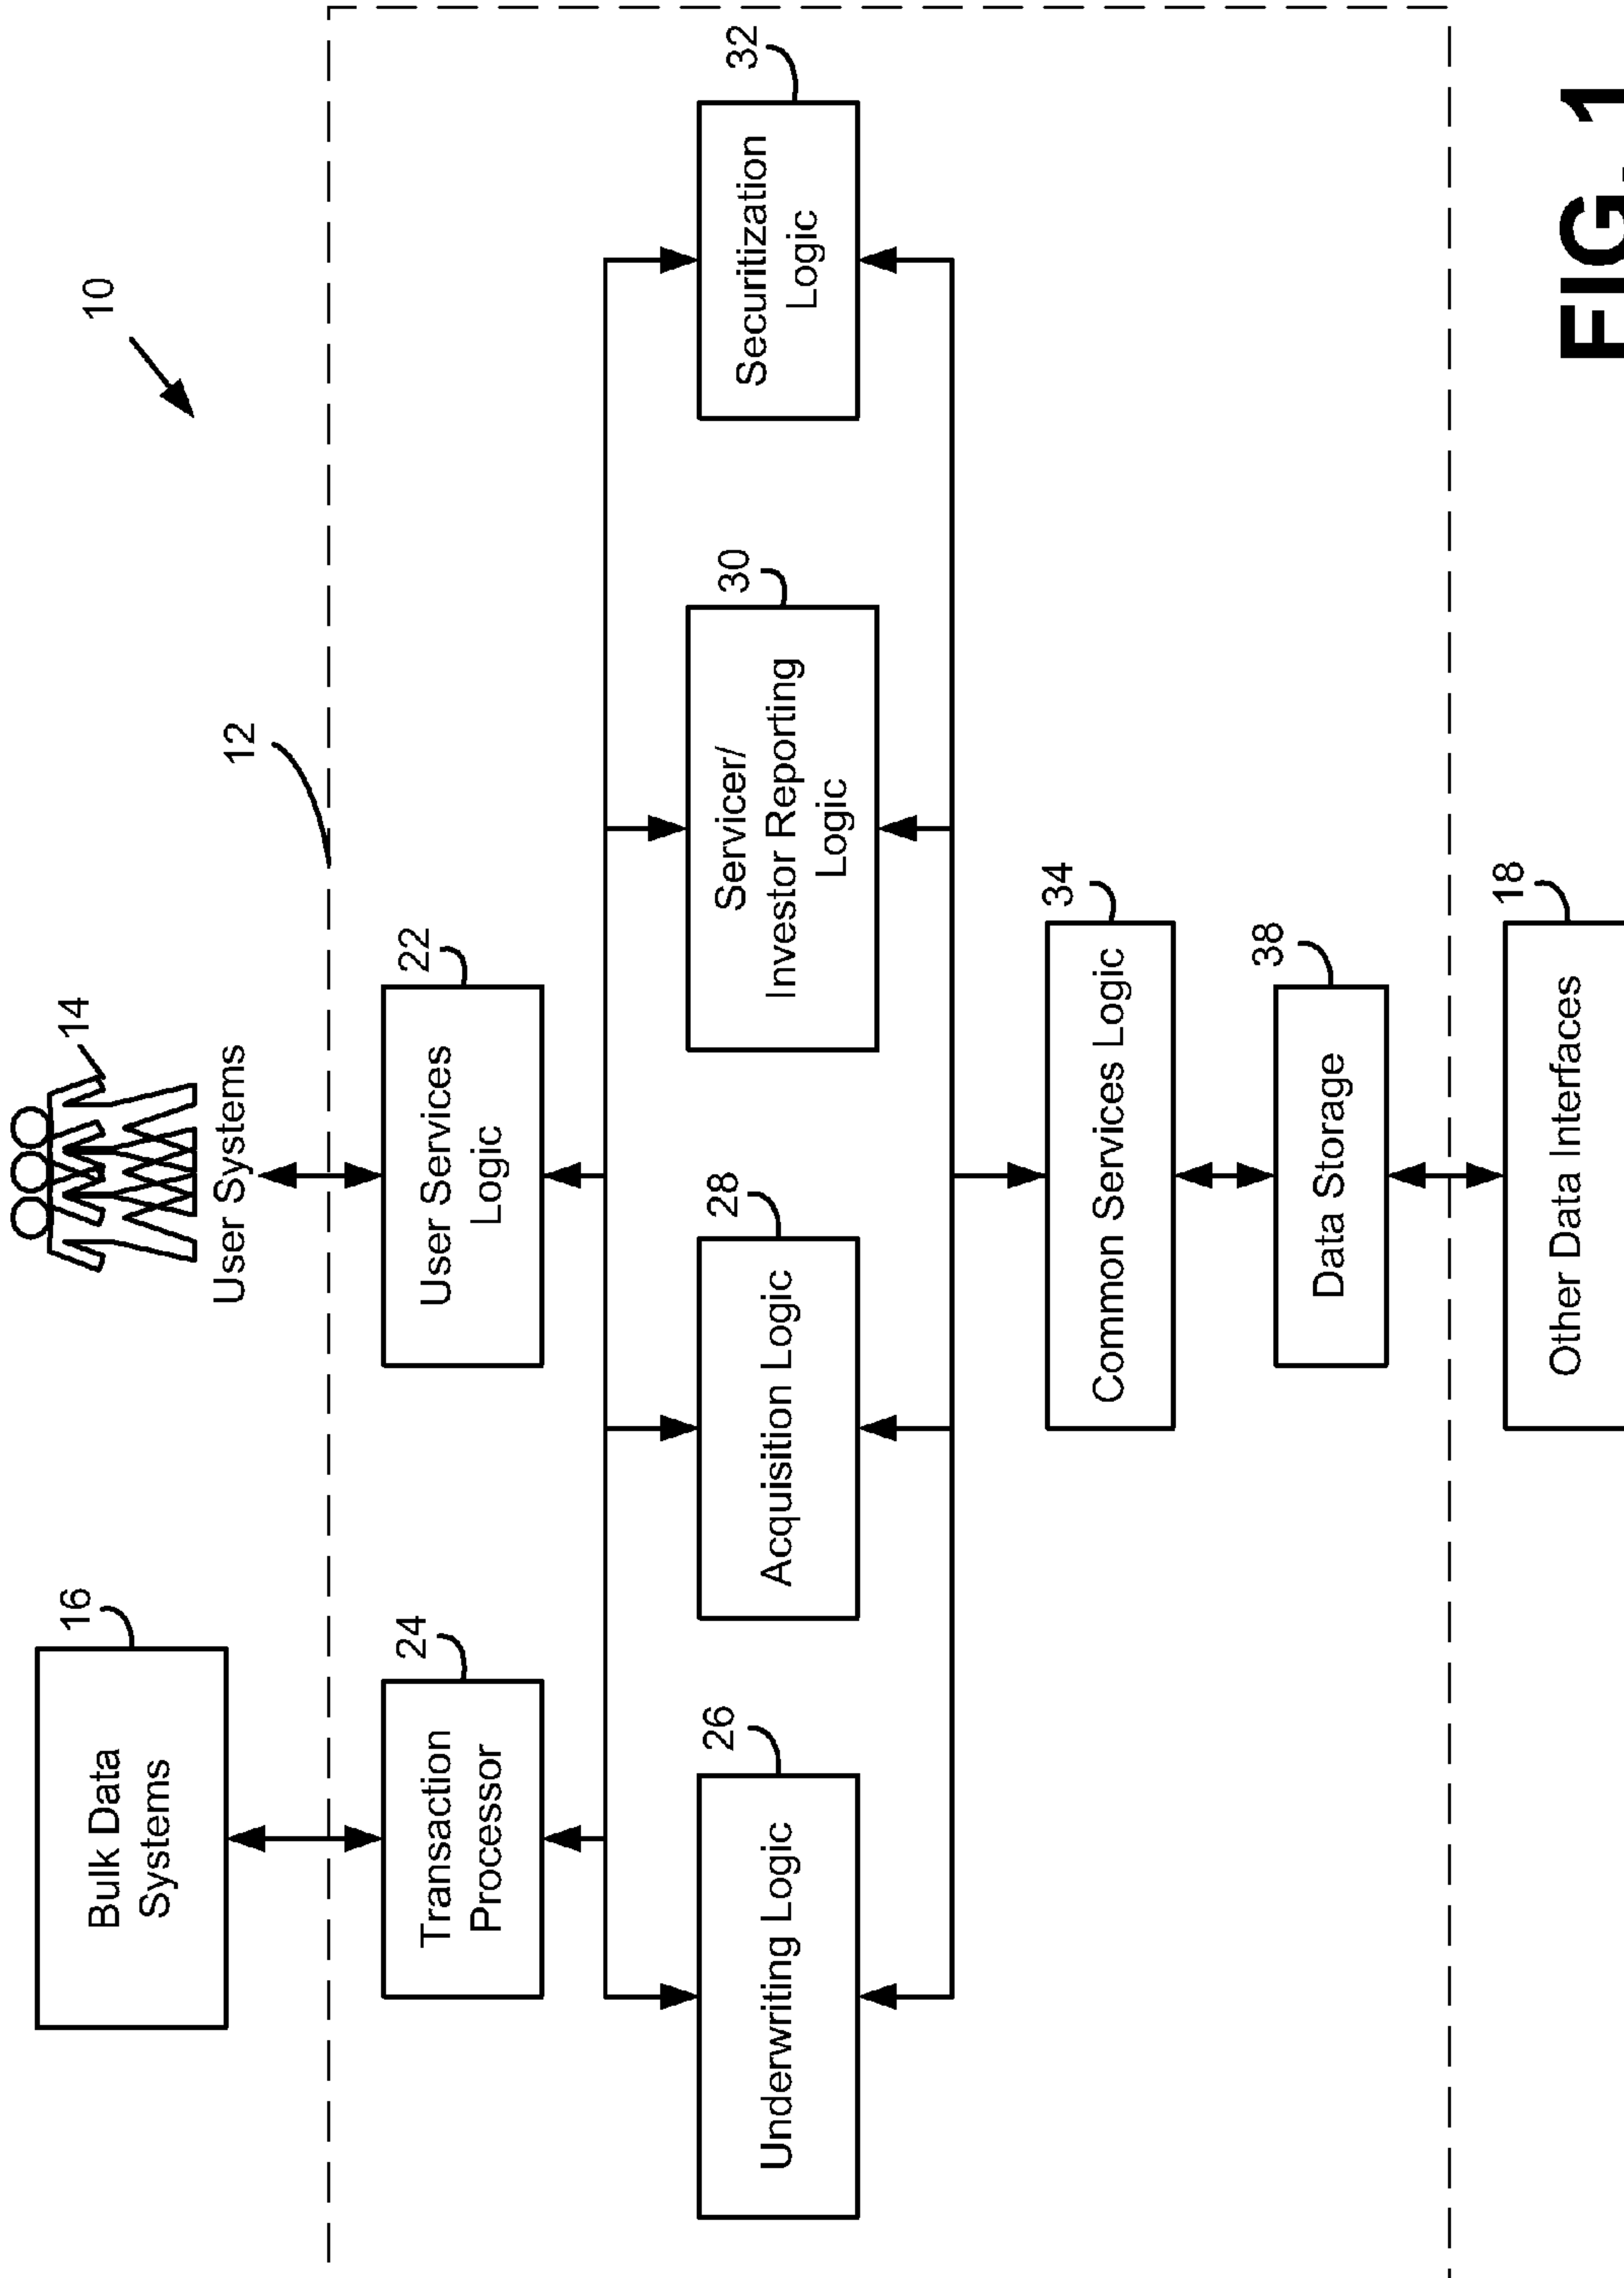 10
14
User Systems
16
Bulk Data
Systems
12
24
Transaction
Processor
22
User Services
Logic
26
Underwriting Logic
28
Acquisition Logic
30
Servicer/
Investor Reporting
Logic
32
Securitization
Logic
34
Common Services Logic
38
Data Storage
18
Other Data Interfaces
FIG. 1